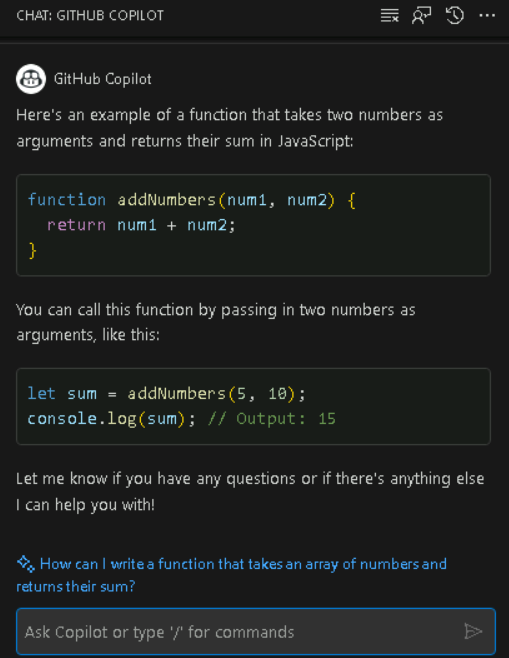 CHAT: GITHUB COPILOT
GitHub Copilot
Here's an example of a function that takes two numbers as
arguments and returns their sum in JavaScript:
function addNumbers(num1, num2) {
  return num1 + num2;
}
You can call this function by passing in two numbers as
arguments, like this:
let sum = addNumbers(5, 10);
console.log(sum); // Output: 15
Let me know if you have any questions or if there's anything else
I can help you with!
How can I write a function that takes an array of numbers and
returns their sum?
Ask Copilot or type '/' for commands